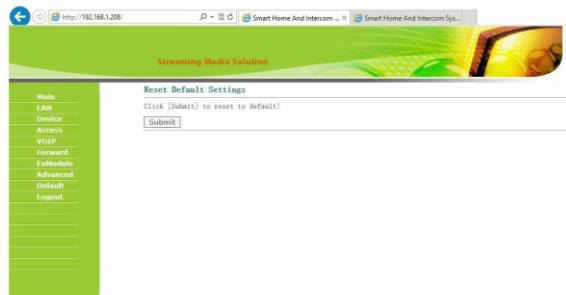 http://192.168.1.208/
Smart Home And Intercom ...
Smart Home And Intercom Sys...
Streaming Media Solution
Main
LAN
Device
Access
VOIP
Forward
ExModule
Advanced
Default
Logout
Reset Default Settings
Click [Submit] to reset to default!
Submit